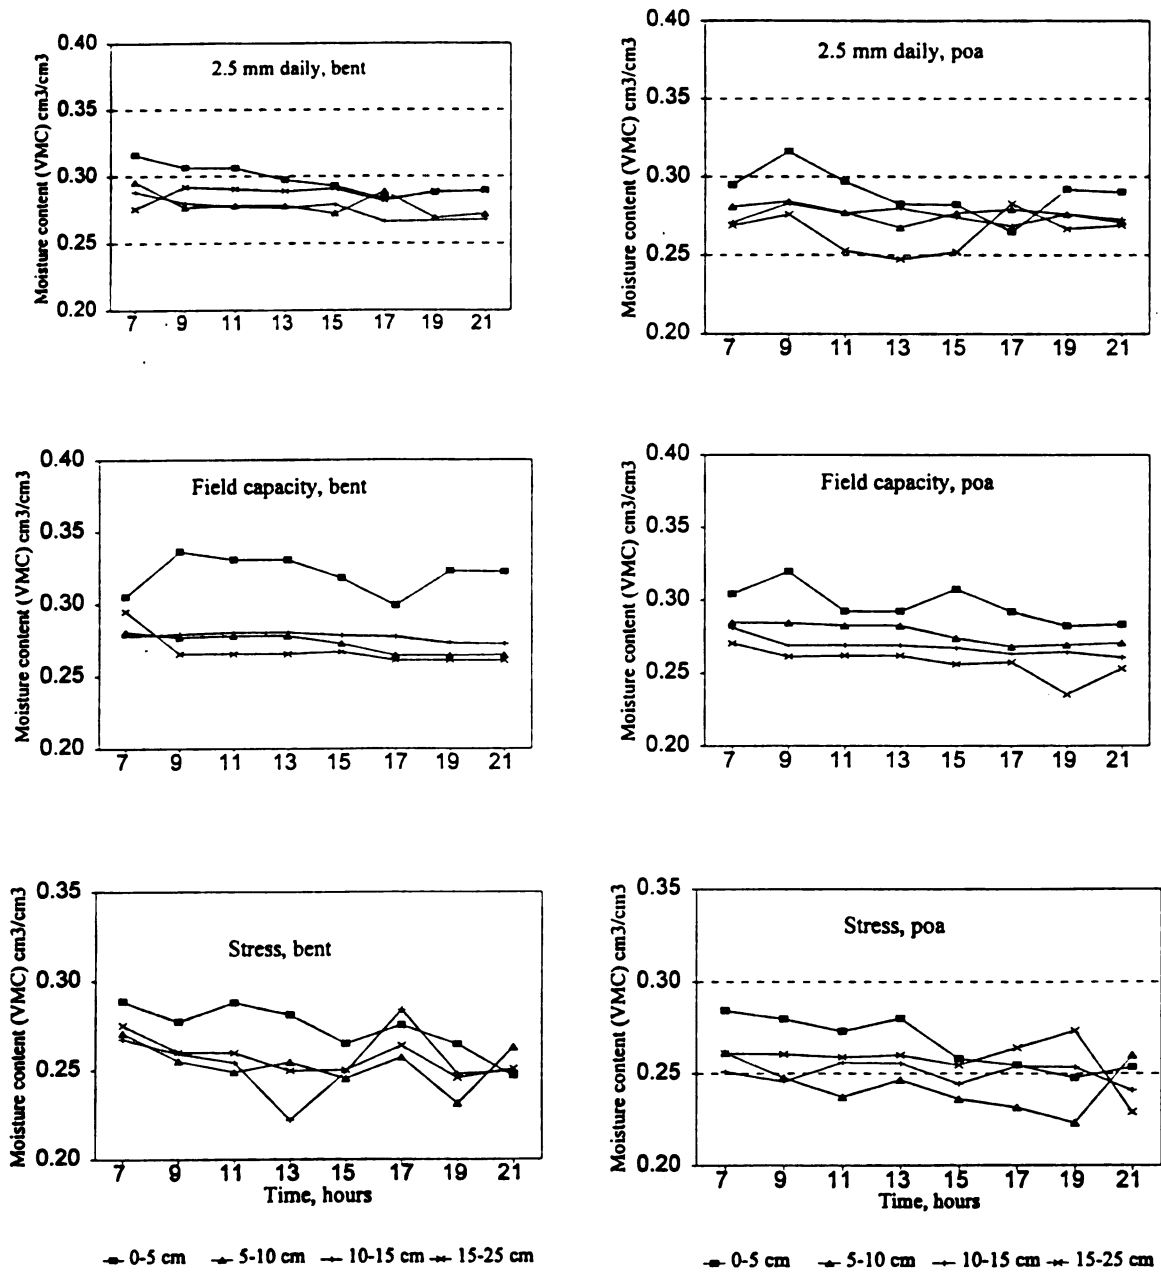 2.5 mm daily, bent
Moisture content (VMC) cm3/cm3
0.40
0.35
0.30
0.25
0.20
7 9 11 13 15 17 19 21
2.5 mm daily, poa
Moisture content (VMC) cm3/cm3
0.40
0.35
0.30
0.25
0.20
7 9 11 13 15 17 19 21
Field capacity, bent
Moisture content (VMC) cm3/cm3
0.40
0.35
0.30
0.25
0.20
7 9 11 13 15 17 19 21
Field capacity, poa
Moisture content (VMC) cm3/cm3
0.40
0.35
0.30
0.25
0.20
7 9 11 13 15 17 19 21
Stress, bent
Moisture content (VMC) cm3/cm3
0.35
0.30
0.25
0.20
7 9 11 13 15 17 19 21
Time, hours
Stress, poa
Moisture content (VMC) cm3/cm3
0.35
0.30
0.25
0.20
7 9 11 13 15 17 19 21
Time, hours
0-5 cm 5-10 cm 10-15 cm 15-25 cm
0-5 cm 5-10 cm 10-15 cm 15-25 cm